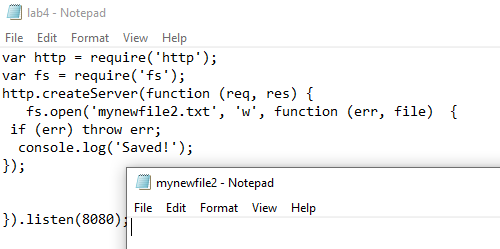 lab4 - Notepad
File Edit Format View Help
var http = require('http');
var fs = require('fs');
http.createServer(function (req, res) {
    fs.open('mynewfile2.txt', 'w', function (err, file)  {
 if (err) throw err;
  console.log('Saved!');
});
}).listen(8080);
mynewfile2 - Notepad
File Edit Format View Help